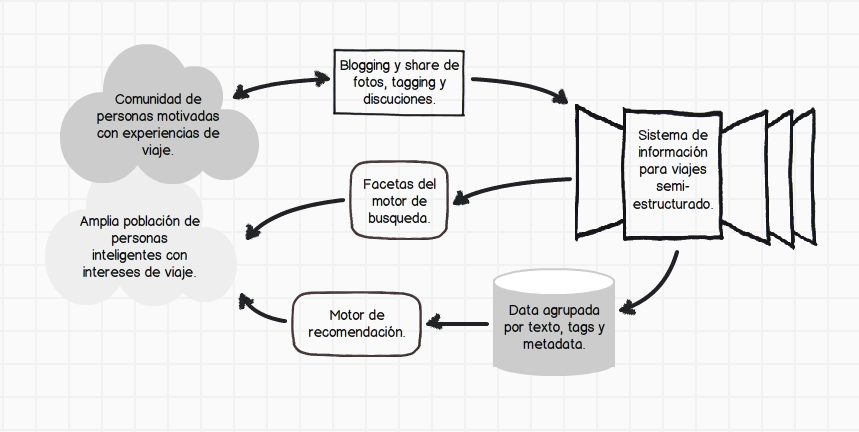 Comunidad de
personas motivadas
con experiencias de
viaje.
Blogging y share de
fotos, tagging y
discuciones.
Sistema de
información
para viajes
semi-
estructurado.
Facetas del
motor de
busqueda.
Amplia población de
personas
inteligentes con
intereses de viaje.
Motor de
recomendación.
Data agrupada
por texto, tags y
metadata.